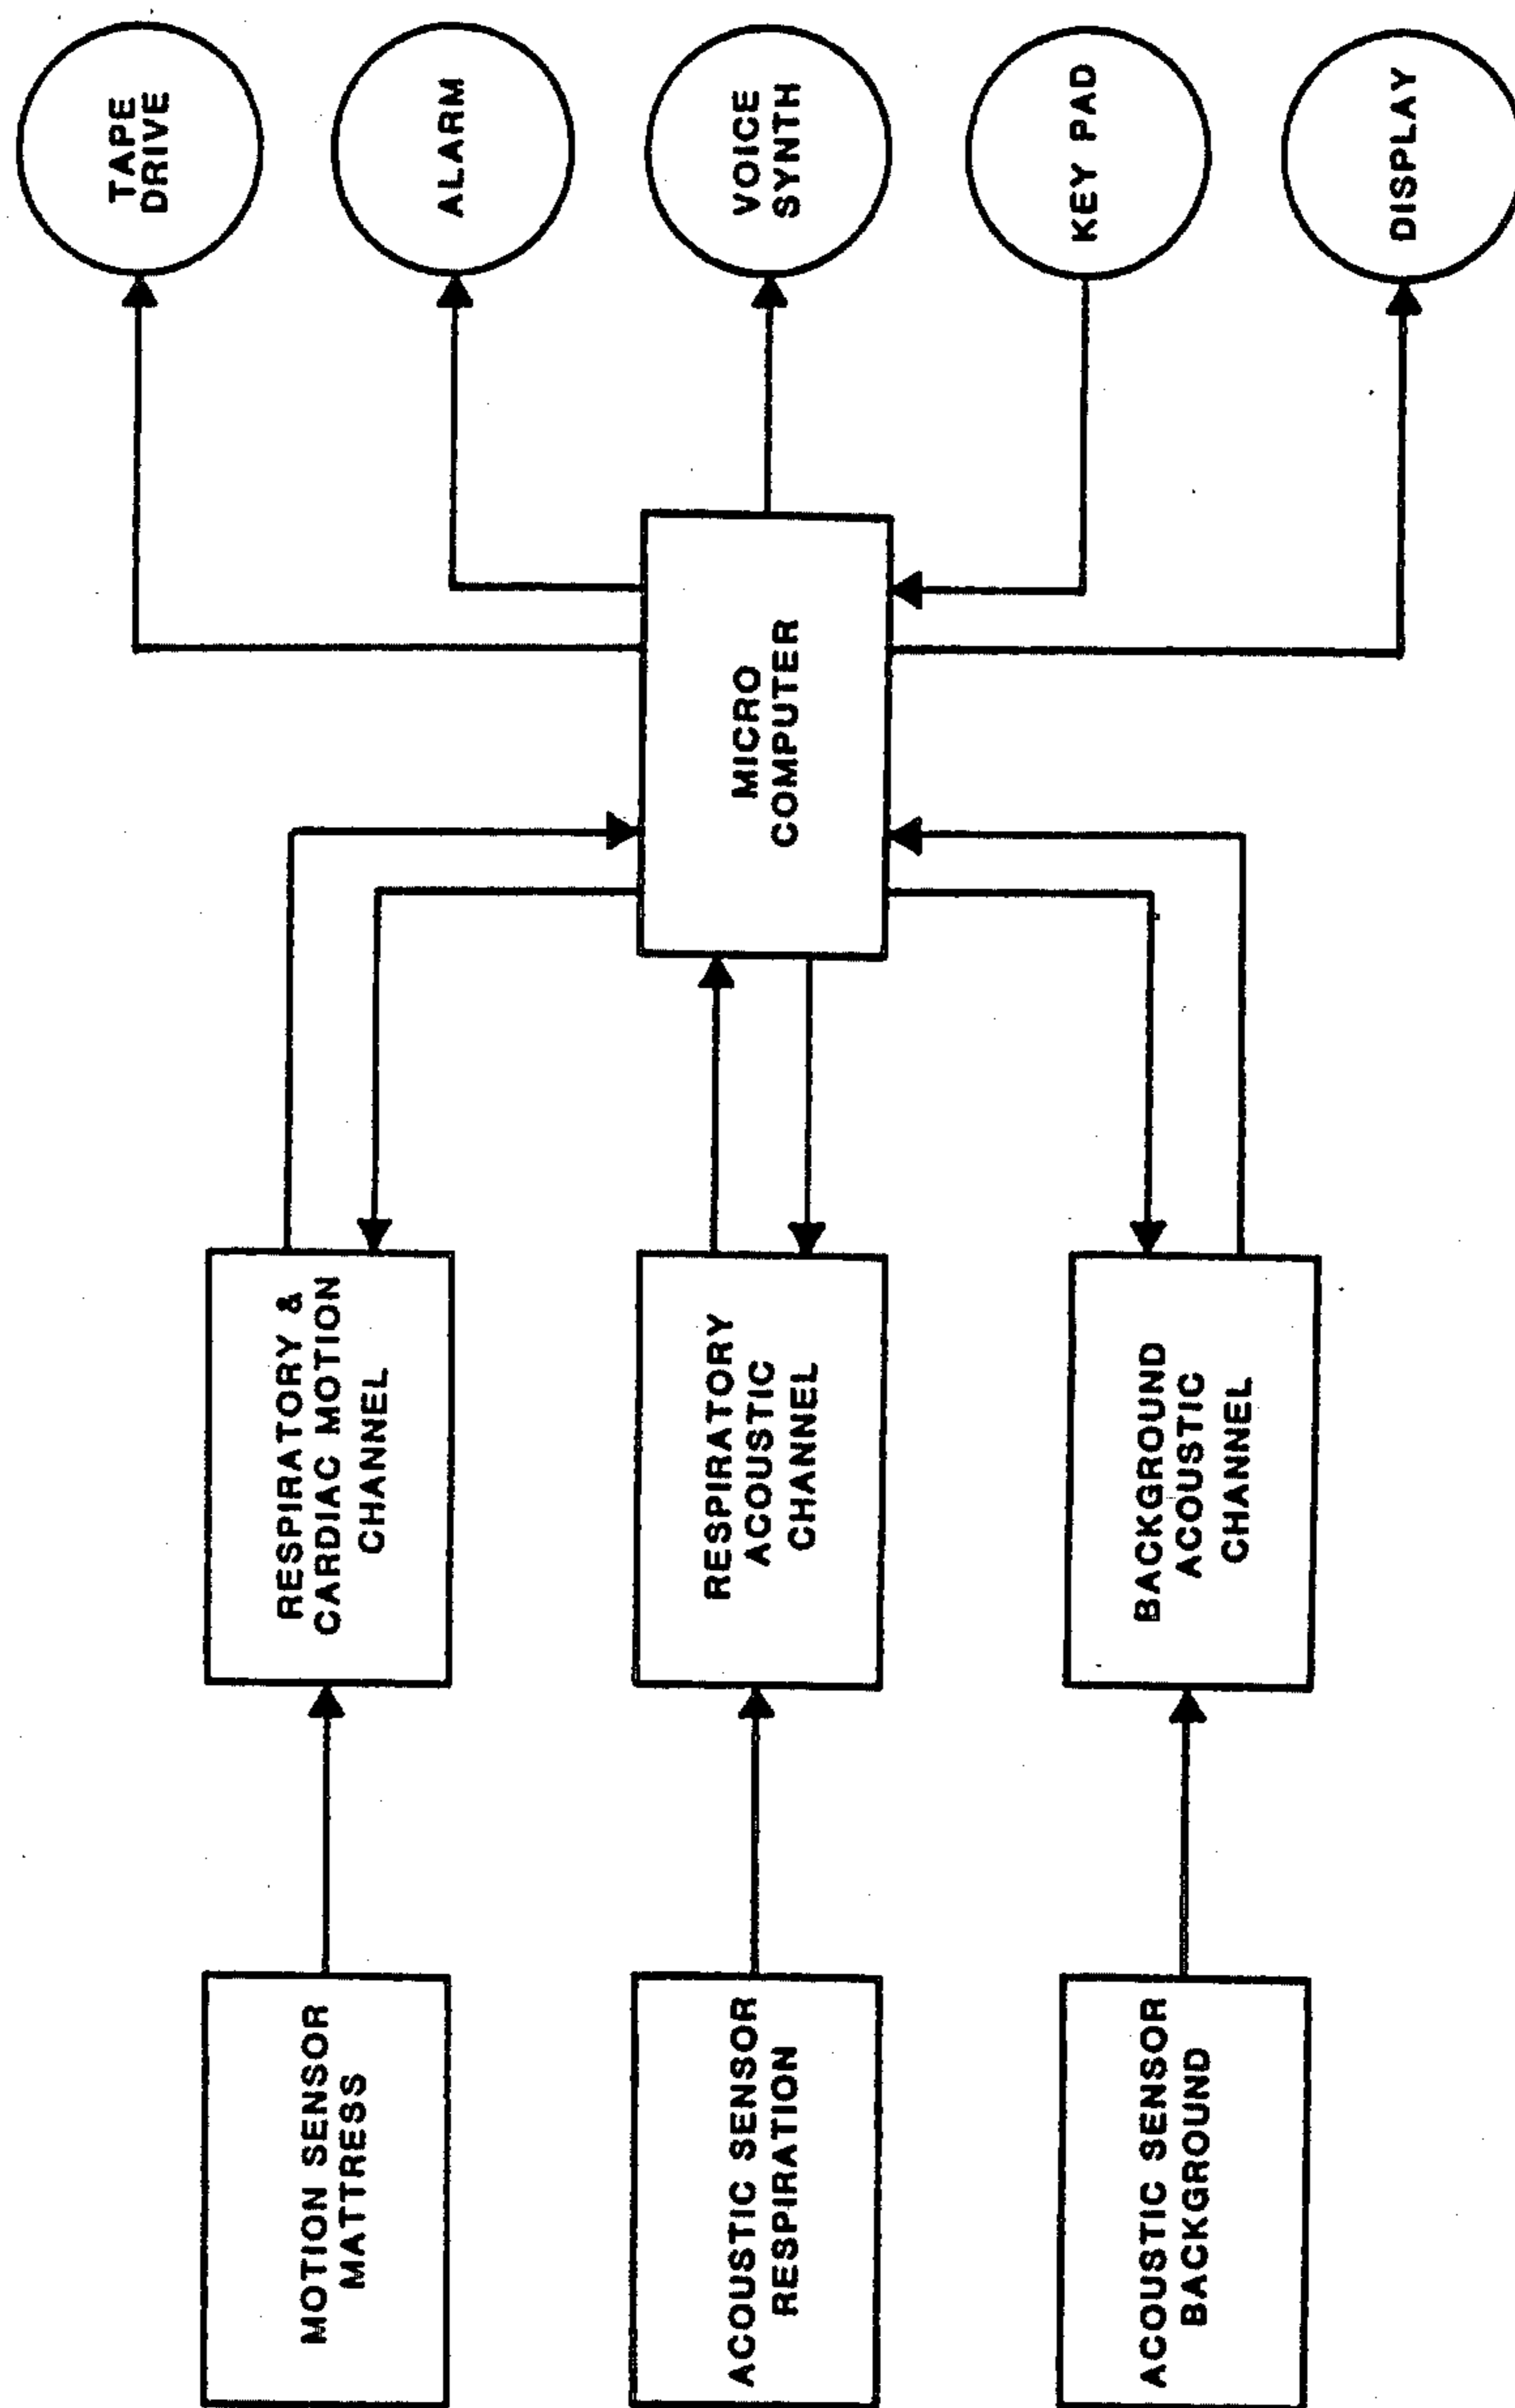 MOTION SENSOR
MATTRESS
RESPIRATORY &
CARDIAC MOTION
CHANNEL
TAPE
DRIVE
ALARM
ACOUSTIC SENSOR
RESPIRATION
RESPIRATORY
ACOUSTIC
CHANNEL
MICRO
COMPUTER
VOICE
SYNTH
ACOUSTIC SENSOR
BACKGROUND
BACKGROUND
ACOUSTIC
CHANNEL
KEY PAD
DISPLAY